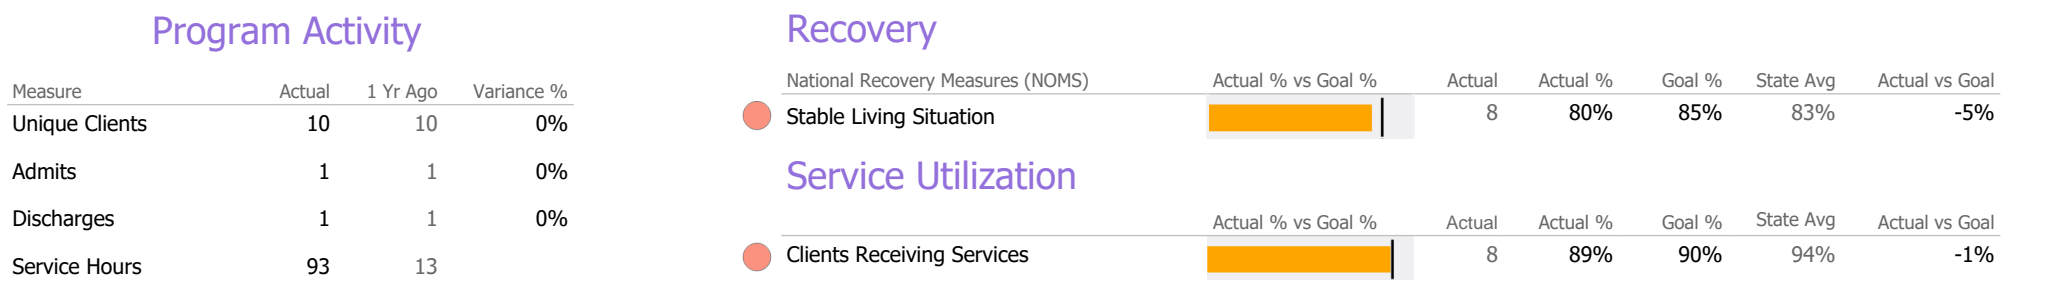 Program Activity
Measure Actual 1 Yr Ago Variance %
Unique Clients 10 10 0%
Admits 1 1 0%
Discharges 1 1 0%
Service Hours 93 13
Recovery
National Recovery Measures (NOMS) Actual % vs Goal % Actual Actual % Goal % State Avg Actual vs Goal
Stable Living Situation 8 80% 85% 83% -5%
Service Utilization
Actual % vs Goal % Actual Actual % Goal % State Avg Actual vs Goal
Clients Receiving Services 8 89% 90% 94% -1%